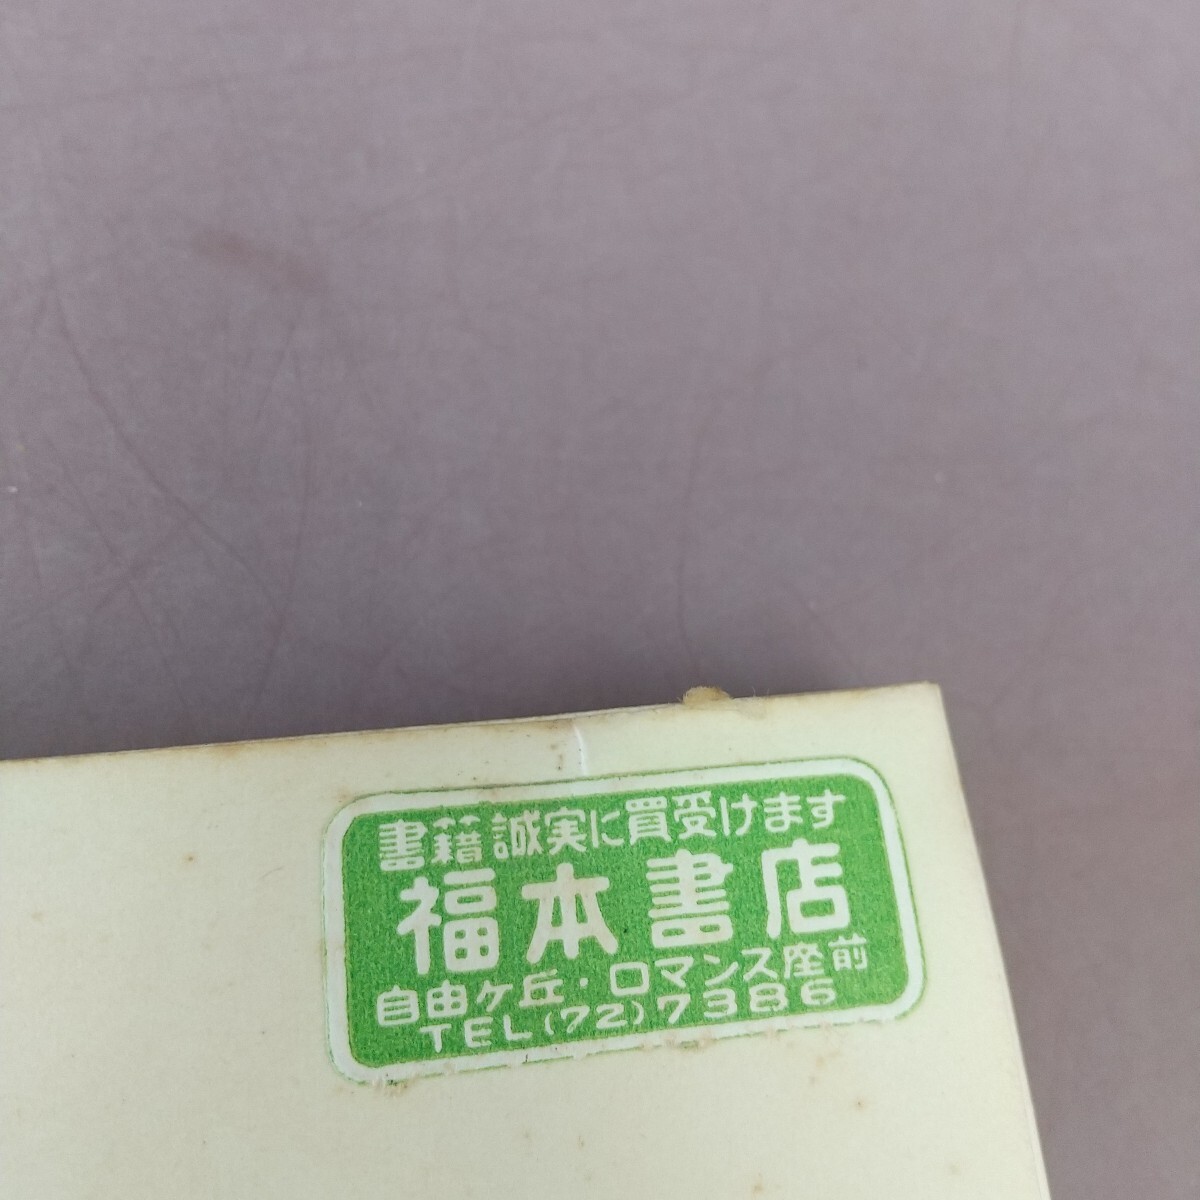 書籍誠実に買受けます
福本書店
自由ヶ丘・ロマンス座前
TEL(72)7386